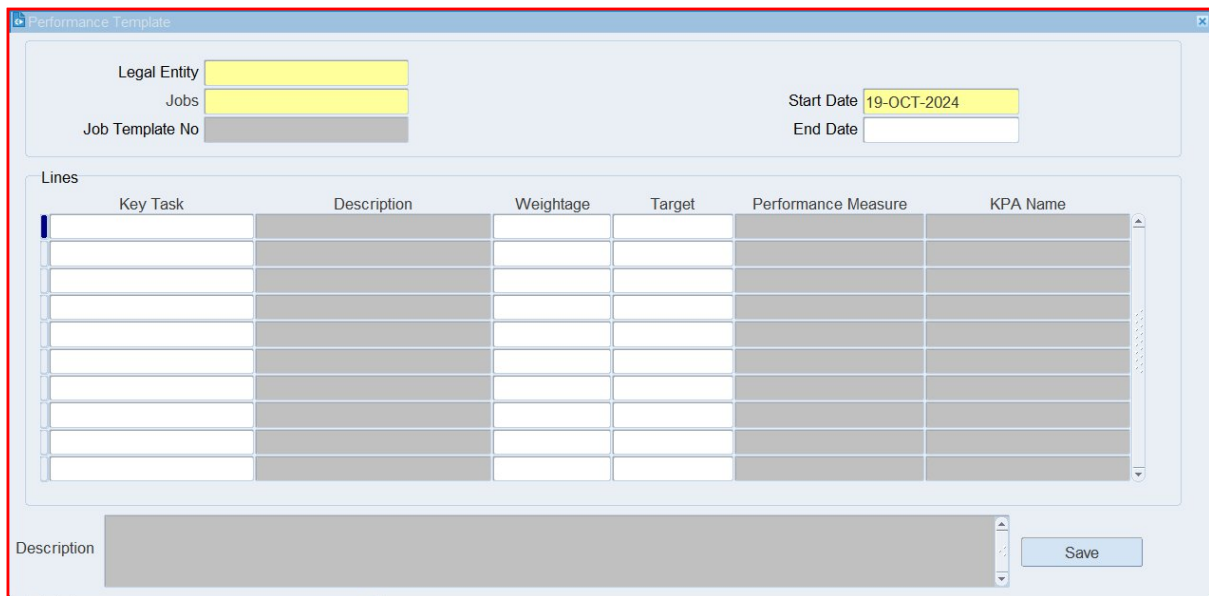 Performance Template
Legal Entity
Jobs
Start Date 19-OCT-2024
Job Template No
End Date
Lines
Key Task Description Weightage Target Performance Measure KPA Name
Description
Save